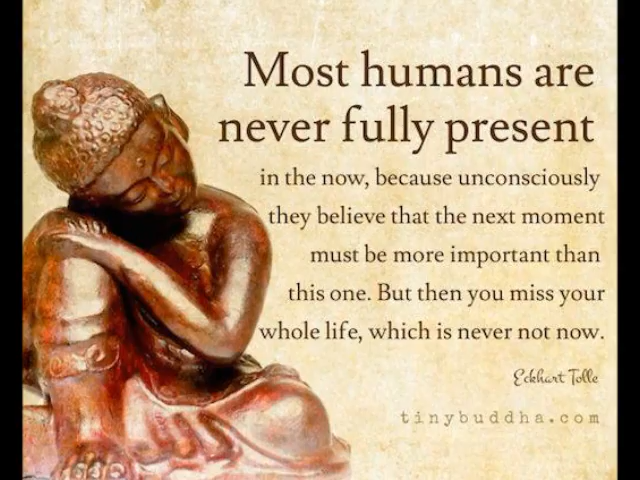 Most humans are
never fully present
in the now, because unconsciously
they believe that the next moment
must be more important than
this one. But then you miss your
whole life, which is never not now.
Eckhart Tolle
tinybuddha.com